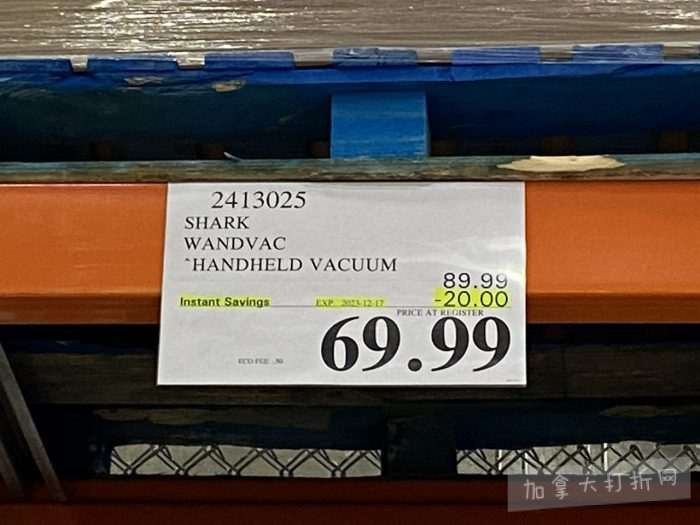 2413025
SHARK
WANDVAC
^HANDHELD VACUUM
89.99
Instant Savings EXP. 2023-12-17 -20.00
PRICE AT REGISTER
69.99
ECO FEE .30
加拿大打折网